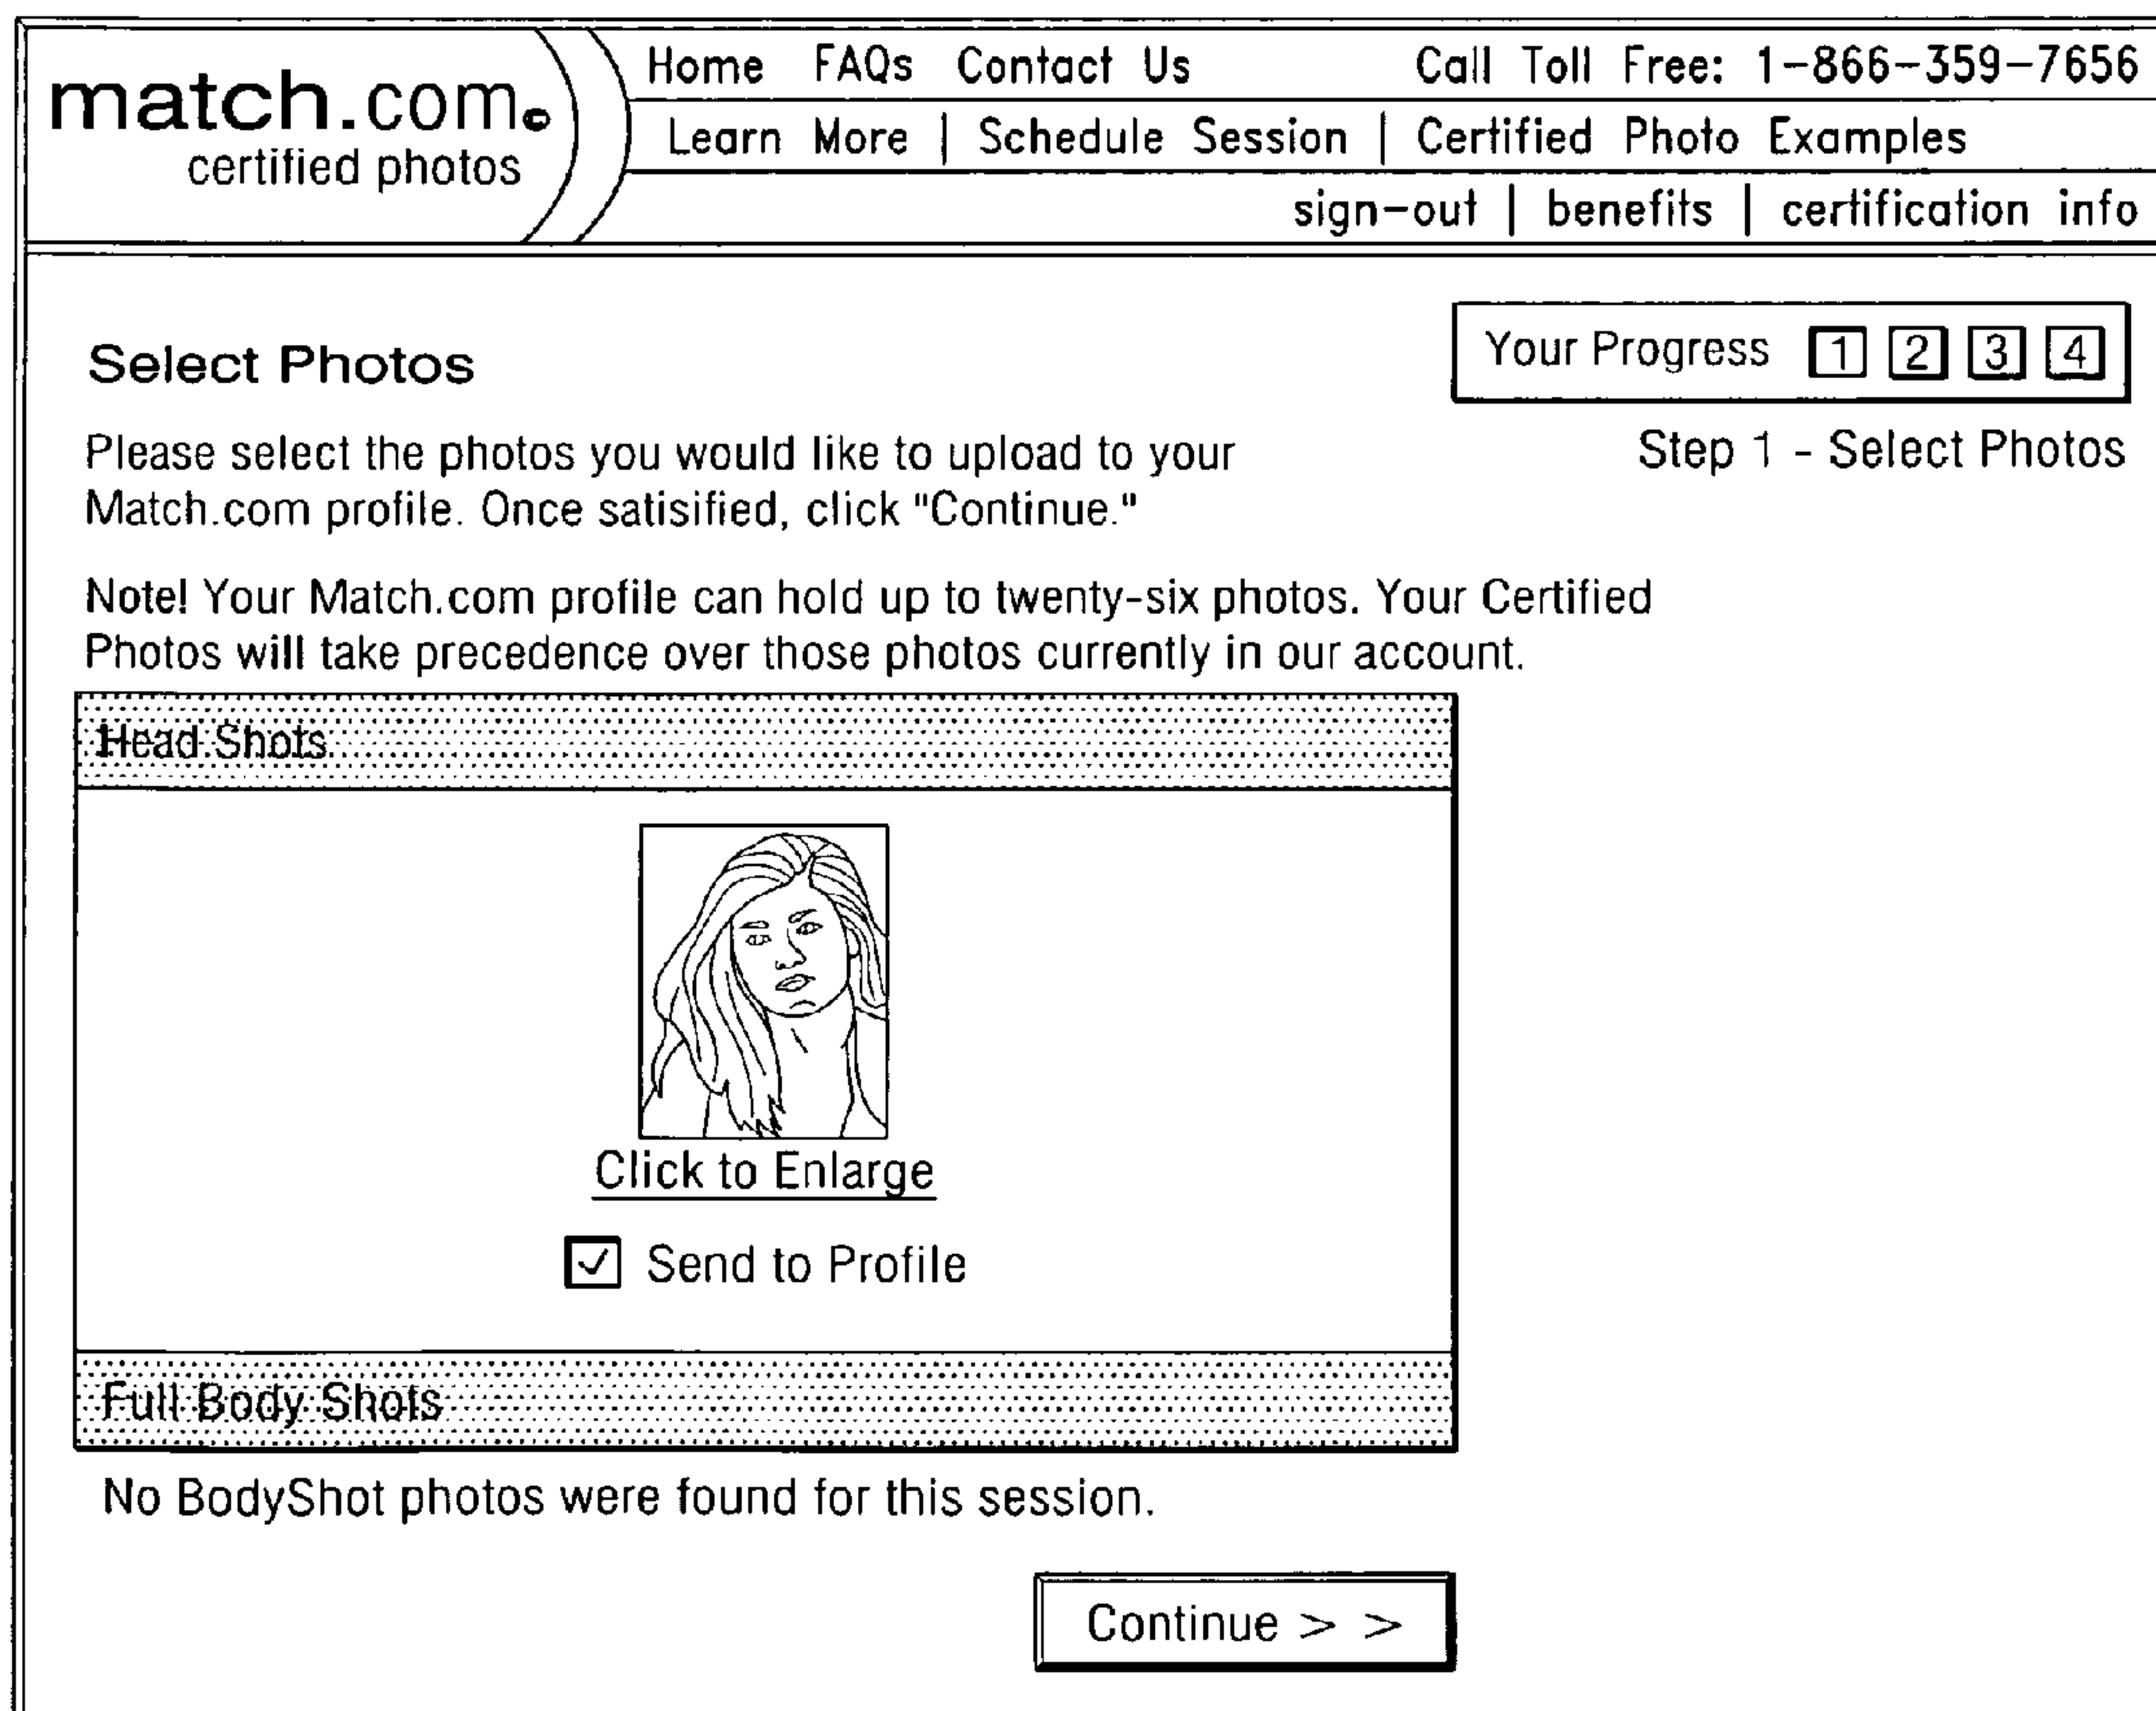 match.com©
certified photos
Home FAQs Contact Us Call Toll Free: 1-866-359-7656
Learn More | Schedule Session | Certified Photo Examples
sign-out | benefits | certification info
Select Photos
Your Progress 1 2 3 4
Step 1 - Select Photos
Please select the photos you would like to upload to your
Match.com profile. Once satisified, click "Continue."
Note! Your Match.com profile can hold up to twenty-six photos. Your Certified
Photos will take precedence over those photos currently in our account.
Head Shots
Click to Enlarge
Send to Profile
Full Body Shots
No BodyShot photos were found for this session.
Continue > >